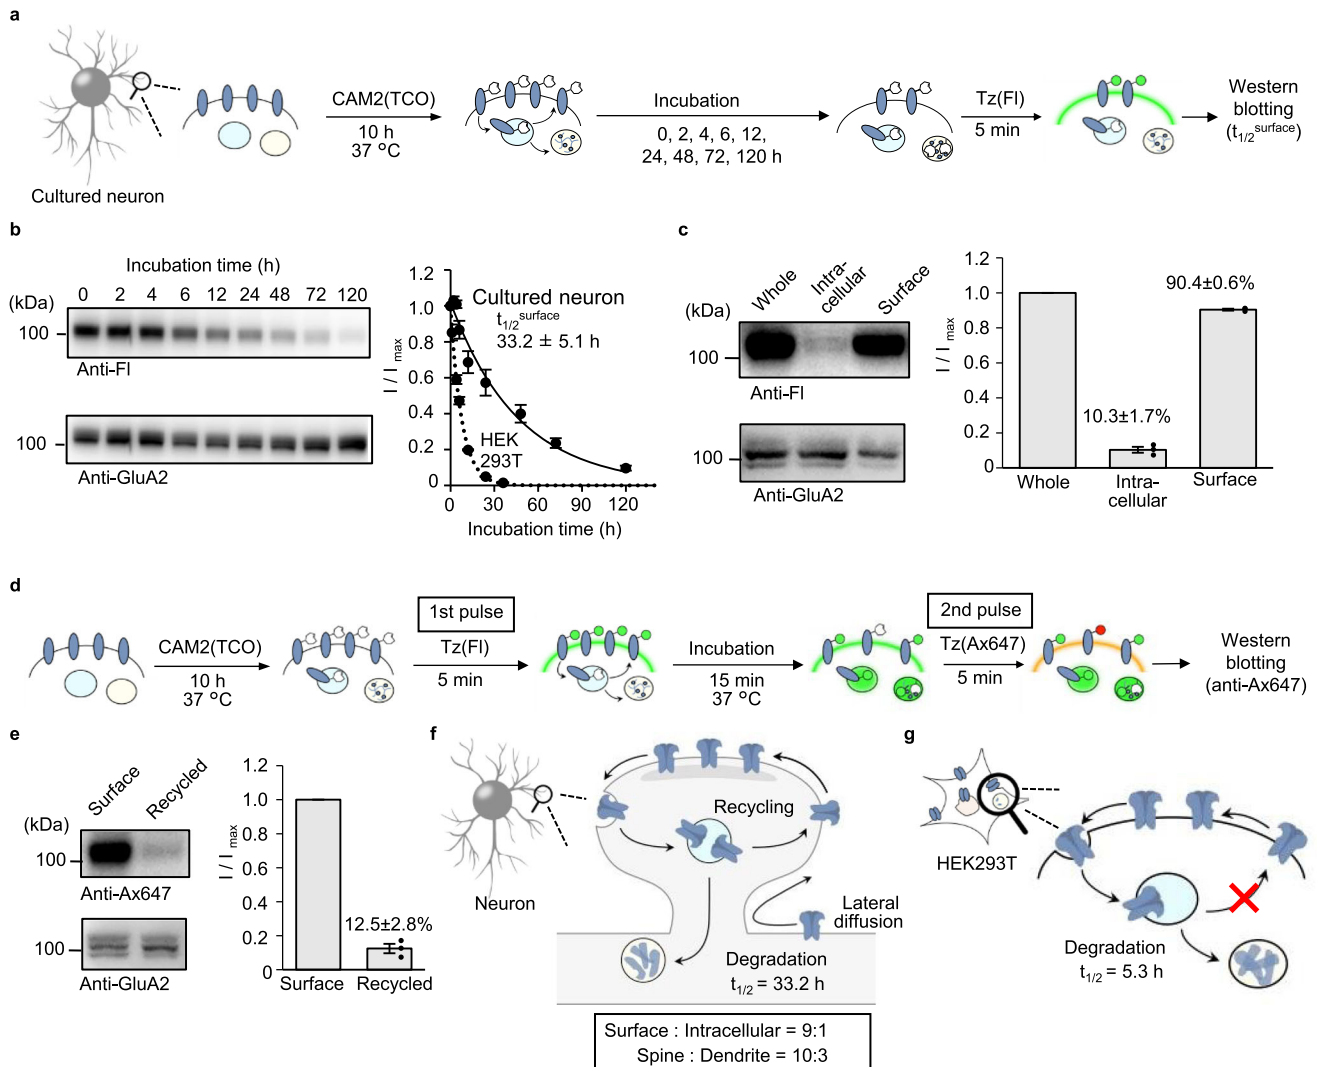 a
Cultured neuron
CAM2(TCO)
10 h
37 °C
Incubation
0, 2, 4, 6, 12,
24, 48, 72, 120 h
Tz(Fl)
5 min
Western
blotting
(t1/2surface)
b
Incubation time (h)
(kDa)
0 2 4 6 12 24 48 72 120
100
Anti-Fl
100
Anti-GluA2
I / Imax
1.2
1.0
0.8
0.6
0.4
0.2
0
Cultured neuron
t1/2surface
33.2 ± 5.1 h
HEK
293T
0 30 60 90 120
Incubation time (h)
c
(kDa)
Whole
Intra-
cellular
Surface
100
Anti-Fl
100
Anti-GluA2
I / Imax
1.2
1.0
0.8
0.6
0.4
0.2
0
90.4±0.6%
10.3±1.7%
Whole
Intra-
cellular
Surface
d
CAM2(TCO)
10 h
37 °C
1st pulse
Tz(Fl)
5 min
Incubation
15 min
37 °C
2nd pulse
Tz(Ax647)
5 min
Western
blotting
(anti-Ax647)
e
(kDa)
Surface
Recycled
100
Anti-Ax647
100
Anti-GluA2
I / Imax
1.2
1.0
0.8
0.6
0.4
0.2
0
12.5±2.8%
Surface
Recycled
f
Neuron
Recycling
Lateral
diffusion
Degradation
t1/2 = 33.2 h
Surface : Intracellular = 9:1
Spine : Dendrite = 10:3
g
HEK293T
Degradation
t1/2 = 5.3 h